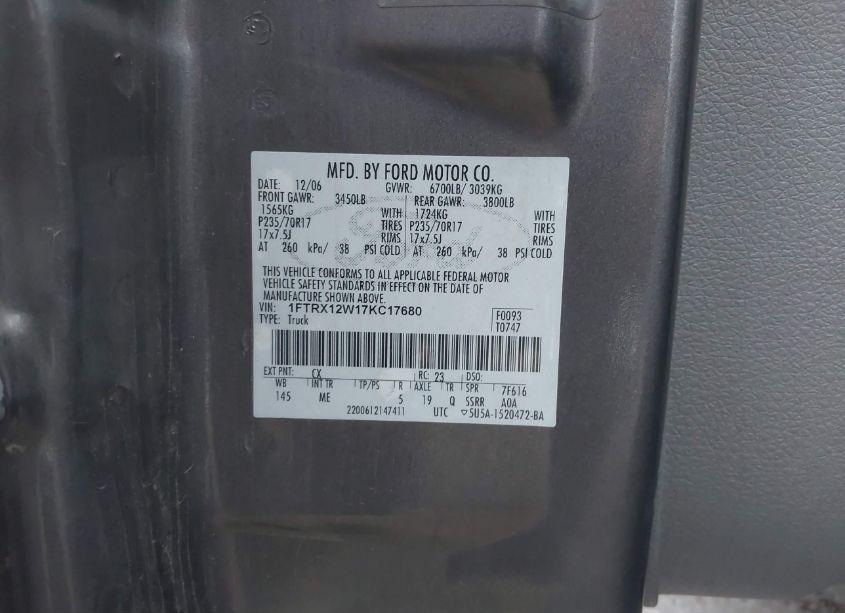 MFD. BY FORD MOTOR CO.
DATE: 12/06 GVWR: 6700LB/ 3039KG
FRONT GAWR: 3450LB REAR GAWR: 3800LB
1565KG WITH 1724KG WITH
P235/70R17 TIRES P235/70R17 TIRES
17x7.5J RIMS 17x7.5J RIMS
AT 260 kPa/ 38 PSI COLD AT 260 kPa/ 38 PSI COLD
THIS VEHICLE CONFORMS TO ALL APPLICABLE FEDERAL MOTOR
VEHICLE SAFETY STANDARDS IN EFFECT ON THE DATE OF
MANUFACTURE SHOWN ABOVE.
VIN: 1FTRX12W17KC17680 F0093
TYPE: Truck T0747
EXT PNT: CX RC: 23 DSO:
WB INT TR TP/PS R AXLE TR SPR 7F616
145 ME 5 19 Q SSRR A0A
2200612147411 UTC ▽5U5A-1520472-BA